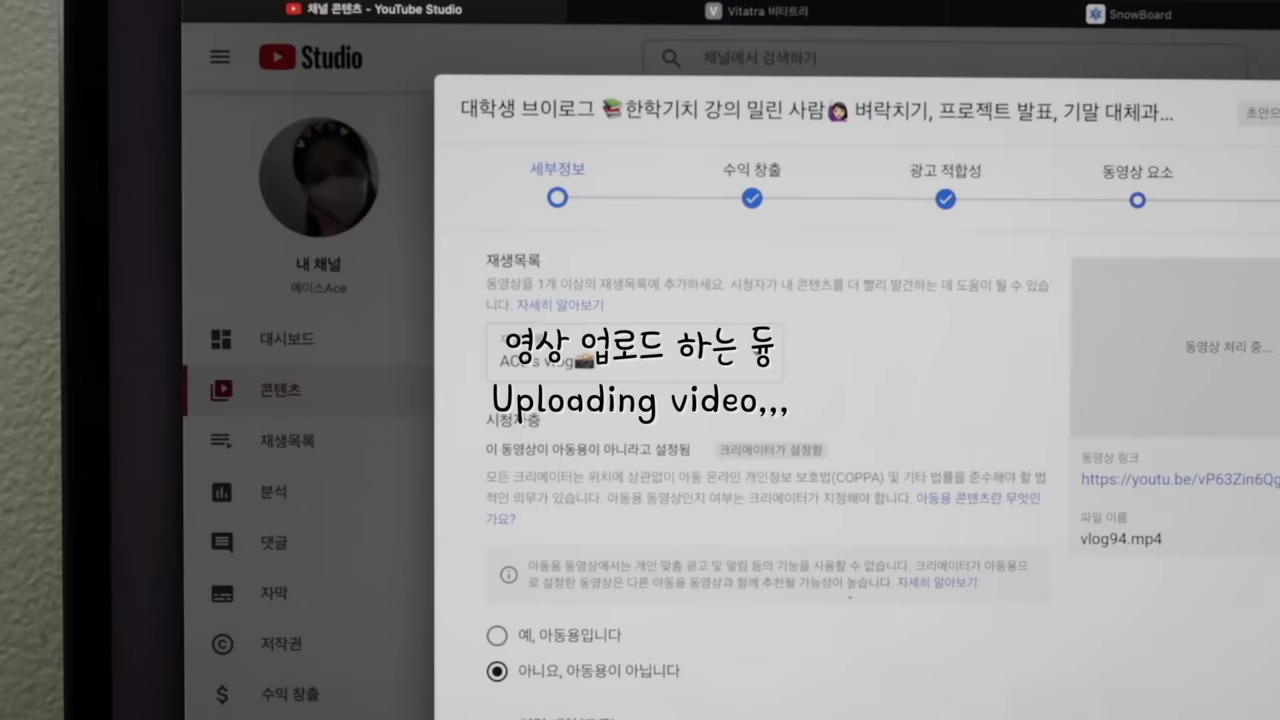 채널 콘텐츠 - YouTube Studio
Vitatra 비타트라
SnowBoard
Studio
채널에서 검색하기
대학생 브이로그 📚한학기치 강의 밀린 사람🙋🏻‍♀️ 벼락치기, 프로젝트 발표, 기말 대체과...
초안으
세부정보
수익 창출
광고 적합성
동영상 요소
내 채널
에이스Ace
대시보드
콘텐츠
재생목록
분석
댓글
자막
저작권
수익 창출
재생목록
동영상을 1개 이상의 재생목록에 추가하세요. 시청자가 내 콘텐츠를 더 빨리 발견하는 데 도움이 될 수 있습
니다. 자세히 알아보기
영상 업로드 하는 듕
Uploading video,,,
이 동영상이 아동용이 아니라고 설정됨 크리에이터가 설정함
모든 크리에이터는 위치에 상관없이 아동 온라인 개인정보 보호법(COPPA) 및 기타 법률을 준수해야 할 법
적인 의무가 있습니다. 아동용 동영상인지 여부는 크리에이터가 지정해야 합니다. 아동용 콘텐츠란 무엇인
가요?
아동용 동영상에서는 개인 맞춤 광고 및 알림 등의 기능을 사용할 수 없습니다. 크리에이터가 아동용으
로 설정한 동영상은 다른 아동용 동영상과 함께 추천될 가능성이 높습니다. 자세히 알아보기
예, 아동용입니다
아니요, 아동용이 아닙니다
동영상 처리 중...
동영상 링크
https://youtu.be/vP63Zin6Qg
파일 이름
vlog94.mp4